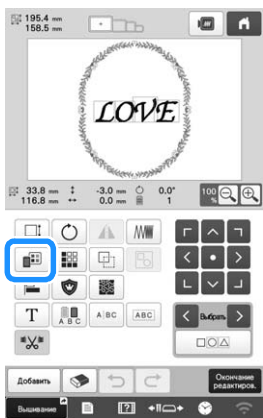 195.4 mm
158.5 mm
LOVE
33.8 mm -3.0 mm 0.0° 100 %
116.8 mm 0.0 mm 1
T A B C A BC ABC
Выбрать
Добавить
Окончание
редактиров.
Вышивание